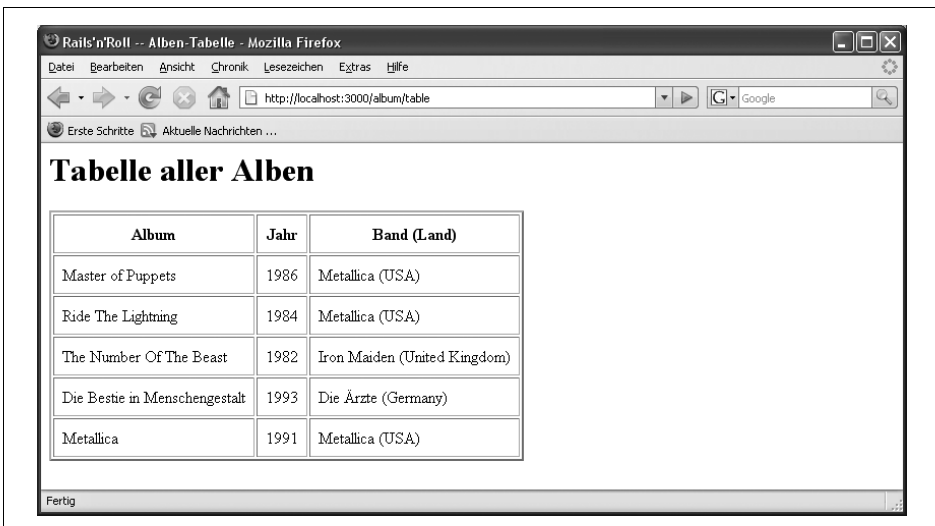 Rails'n'Roll -- Alben-Tabelle - Mozilla Firefox
Datei Bearbeiten Ansicht Chronik Lesezeichen Extras Hilfe
http://localhost:3000/album/table G Google
Erste Schritte Aktuelle Nachrichten ...
Tabelle aller Alben
Album Jahr Band (Land)
Master of Puppets 1986 Metallica (USA)
Ride The Lightning 1984 Metallica (USA)
The Number Of The Beast 1982 Iron Maiden (United Kingdom)
Die Bestie in Menschengestalt 1993 Die Ärzte (Germany)
Metallica 1991 Metallica (USA)
Fertig